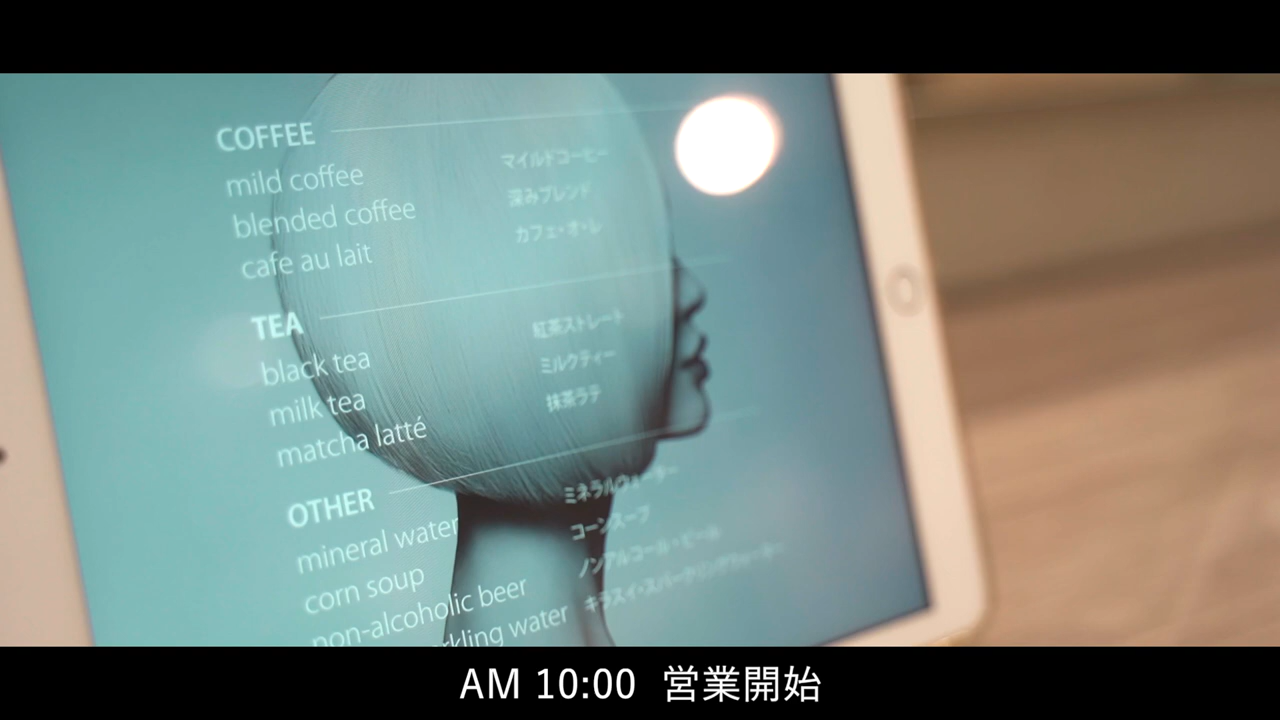 COFFEE
mild coffee マイルドコーヒー
blended coffee 深みブレンド
cafe au lait カフェ・オ・レ
TEA
black tea 紅茶ストレート
milk tea ミルクティー
matcha latté 抹茶ラテ
OTHER
mineral water ミネラルウォーター
corn soup コーンスープ
non-alcoholic beer ノンアルコール・ビール
water
AM 10:00 営業開始